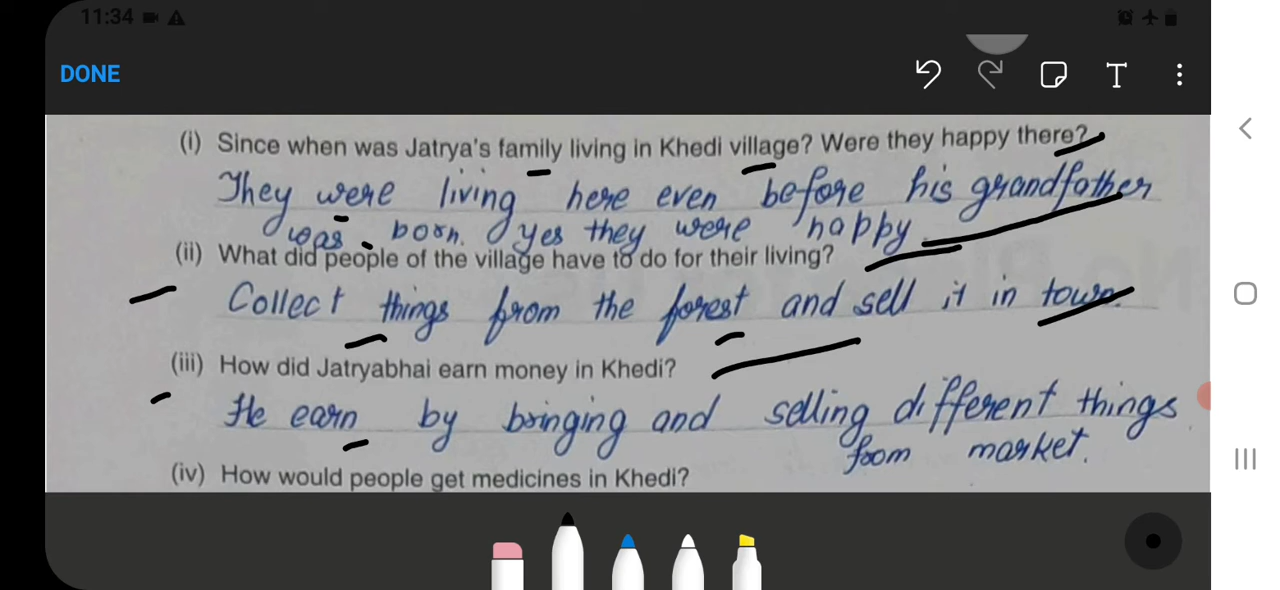 11:34
DONE
T
(i) Since when was Jatrya's family living in Khedi village? Were they happy there?
They were living here even before his grandfather
was born. yes they were happy.
(ii) What did people of the village have to do for their living?
Collect things from the forest and sell it in town.
(iii) How did Jatryabhai earn money in Khedi?
He earn by bringing and selling different things
from market.
(iv) How would people get medicines in Khedi?